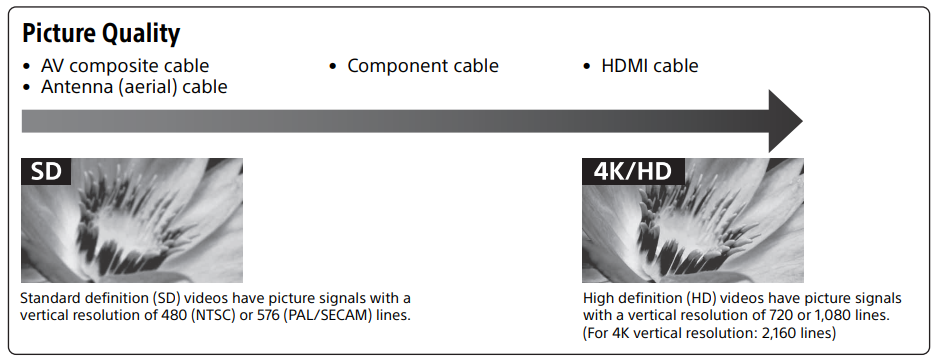 Picture Quality
• AV composite cable
• Antenna (aerial) cable
• Component cable
• HDMI cable
SD
Standard definition (SD) videos have picture signals with a
vertical resolution of 480 (NTSC) or 576 (PAL/SECAM) lines.
4K/HD
High definition (HD) videos have picture signals
with a vertical resolution of 720 or 1,080 lines.
(For 4K vertical resolution: 2,160 lines)